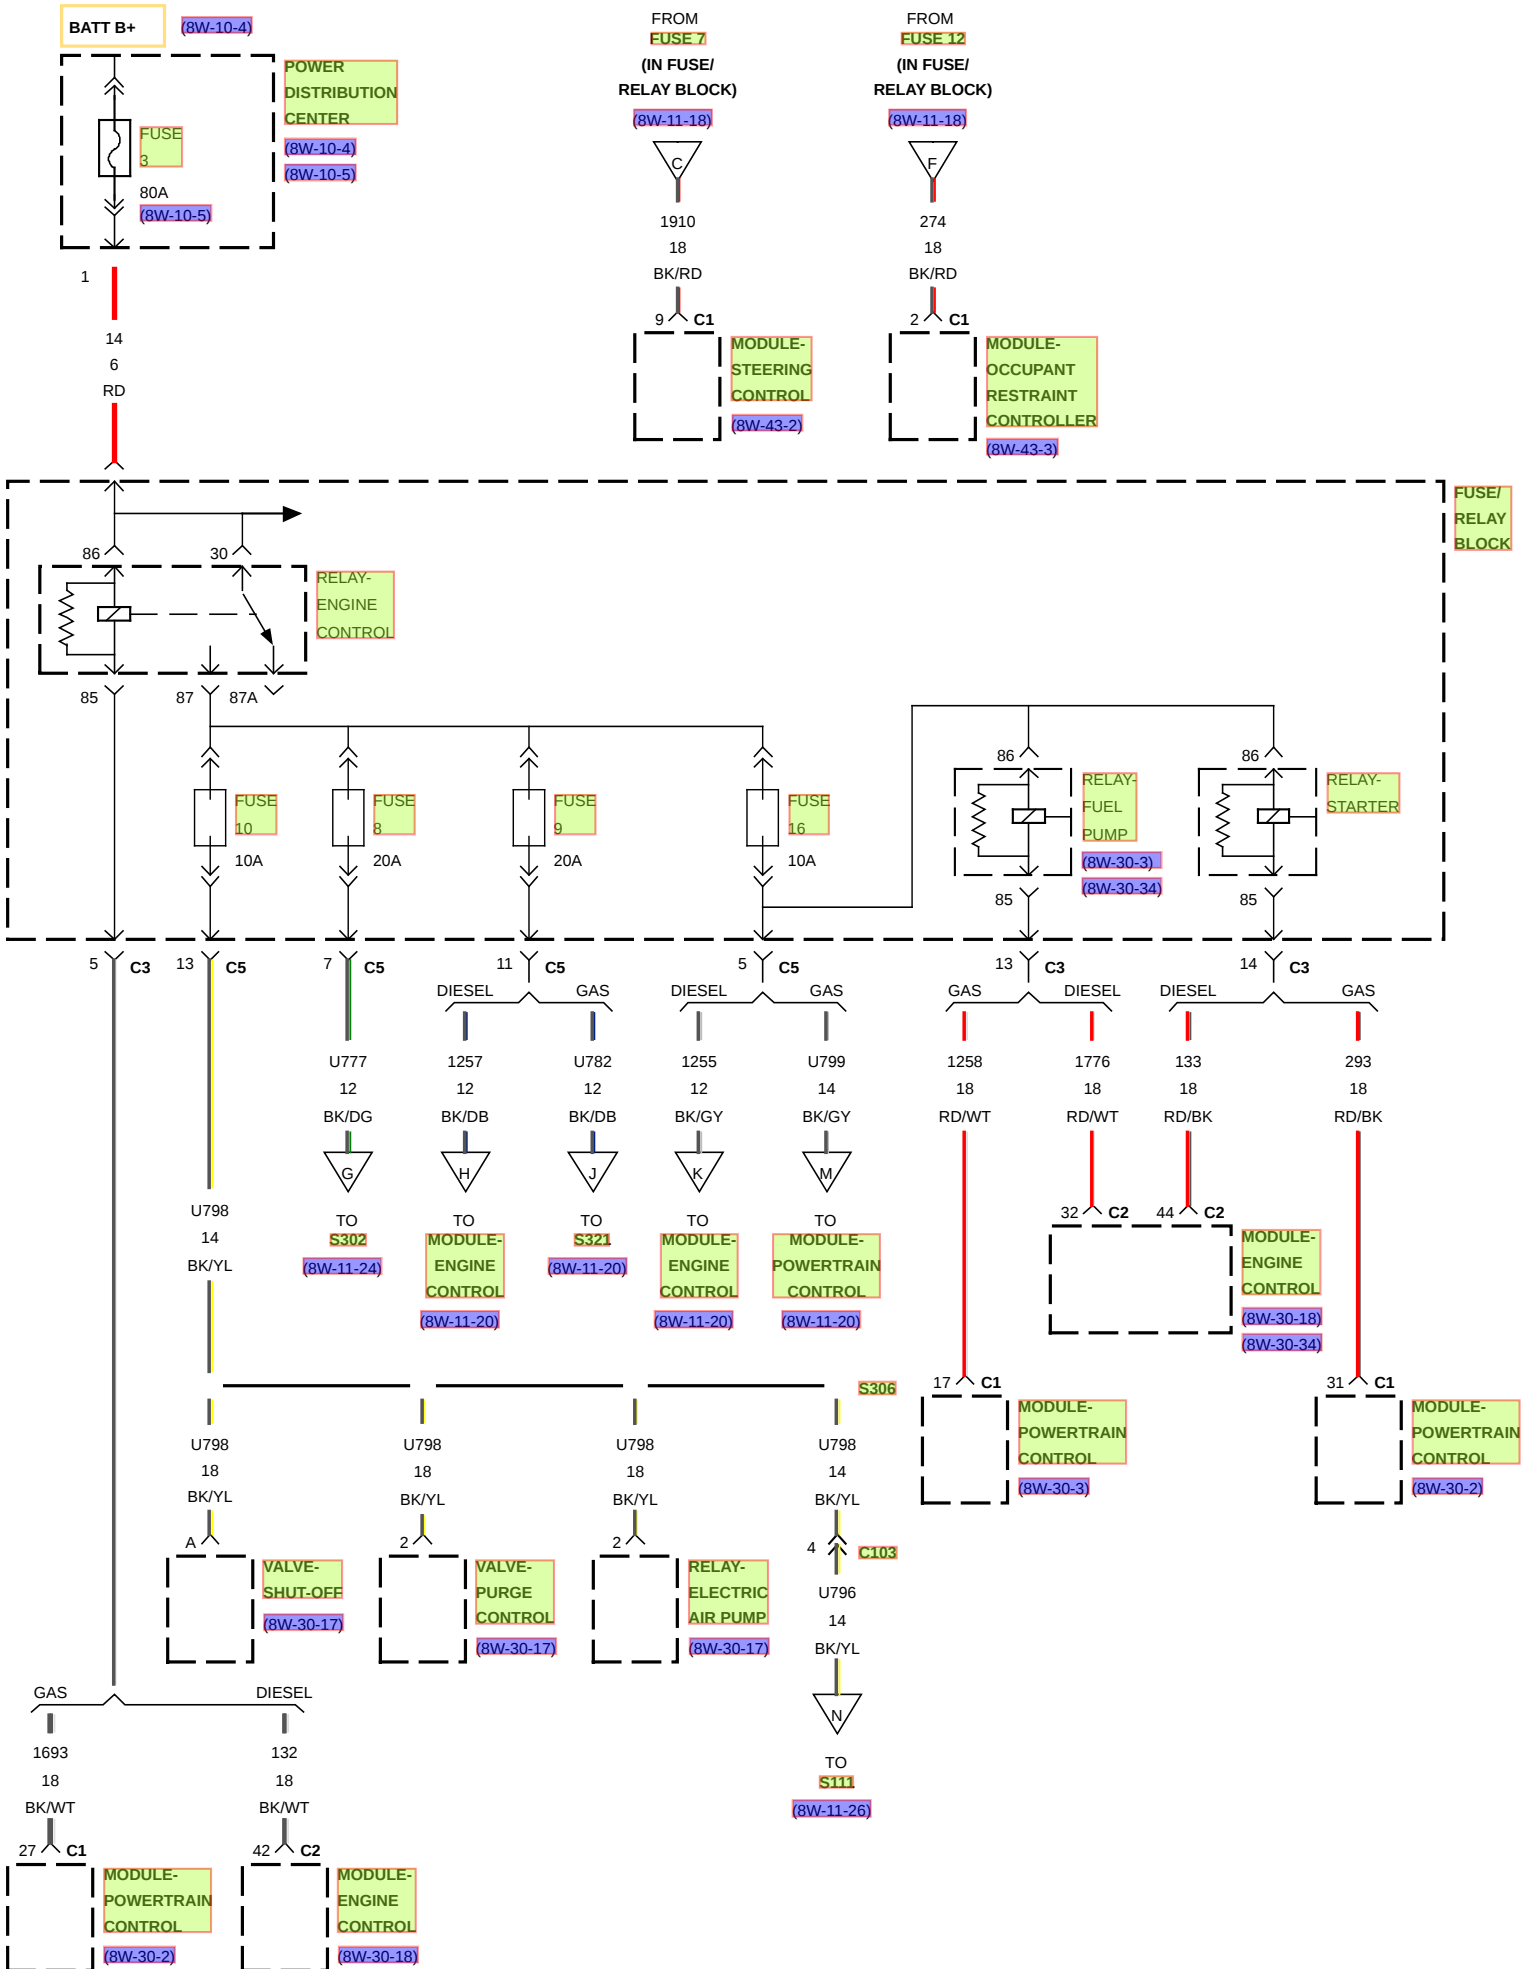 BATT B+
(8W-10-4)
POWER
DISTRIBUTION
CENTER
(8W-10-4)
(8W-10-5)
FUSE
3
80A
(8W-10-5)
1
14
6
RD
FROM
FUSE 7
(IN FUSE/
RELAY BLOCK)
(8W-11-18)
C
1910
18
BK/RD
9
C1
MODULE-
STEERING
CONTROL
(8W-43-2)
FROM
FUSE 12
(IN FUSE/
RELAY BLOCK)
(8W-11-18)
F
274
18
BK/RD
2
C1
MODULE-
OCCUPANT
RESTRAINT
CONTROLLER
(8W-43-3)
FUSE/
RELAY
BLOCK
86
30
RELAY-
ENGINE
CONTROL
85
87
87A
FUSE
10
10A
FUSE
8
20A
FUSE
9
20A
FUSE
16
10A
86
RELAY-
FUEL
PUMP
(8W-30-3)
(8W-30-34)
85
86
RELAY-
STARTER
85
5
C3
13
C5
7
C5
11
C5
5
C5
13
C3
14
C3
DIESEL
GAS
DIESEL
GAS
GAS
DIESEL
DIESEL
GAS
U777
12
BK/DG
G
TO
S302
(8W-11-24)
1257
12
BK/DB
H
TO
MODULE-
ENGINE
CONTROL
(8W-11-20)
U782
12
BK/DB
J
TO
S321
(8W-11-20)
1255
12
BK/GY
K
TO
MODULE-
ENGINE
CONTROL
(8W-11-20)
U799
14
BK/GY
M
TO
MODULE-
POWERTRAIN
CONTROL
(8W-11-20)
1258
18
RD/WT
1776
18
RD/WT
133
18
RD/BK
293
18
RD/BK
32
C2
44
C2
MODULE-
ENGINE
CONTROL
(8W-30-18)
(8W-30-34)
U798
14
BK/YL
S306
17
C1
MODULE-
POWERTRAIN
CONTROL
(8W-30-3)
31
C1
MODULE-
POWERTRAIN
CONTROL
(8W-30-2)
U798
18
BK/YL
A
VALVE-
SHUT-OFF
(8W-30-17)
U798
18
BK/YL
2
VALVE-
PURGE
CONTROL
(8W-30-17)
U798
18
BK/YL
2
RELAY-
ELECTRIC
AIR PUMP
(8W-30-17)
U798
14
BK/YL
4
C103
U796
14
BK/YL
N
TO
S111
(8W-11-26)
GAS
DIESEL
1693
18
BK/WT
27
C1
MODULE-
POWERTRAIN
CONTROL
(8W-30-2)
132
18
BK/WT
42
C2
MODULE-
ENGINE
CONTROL
(8W-30-18)